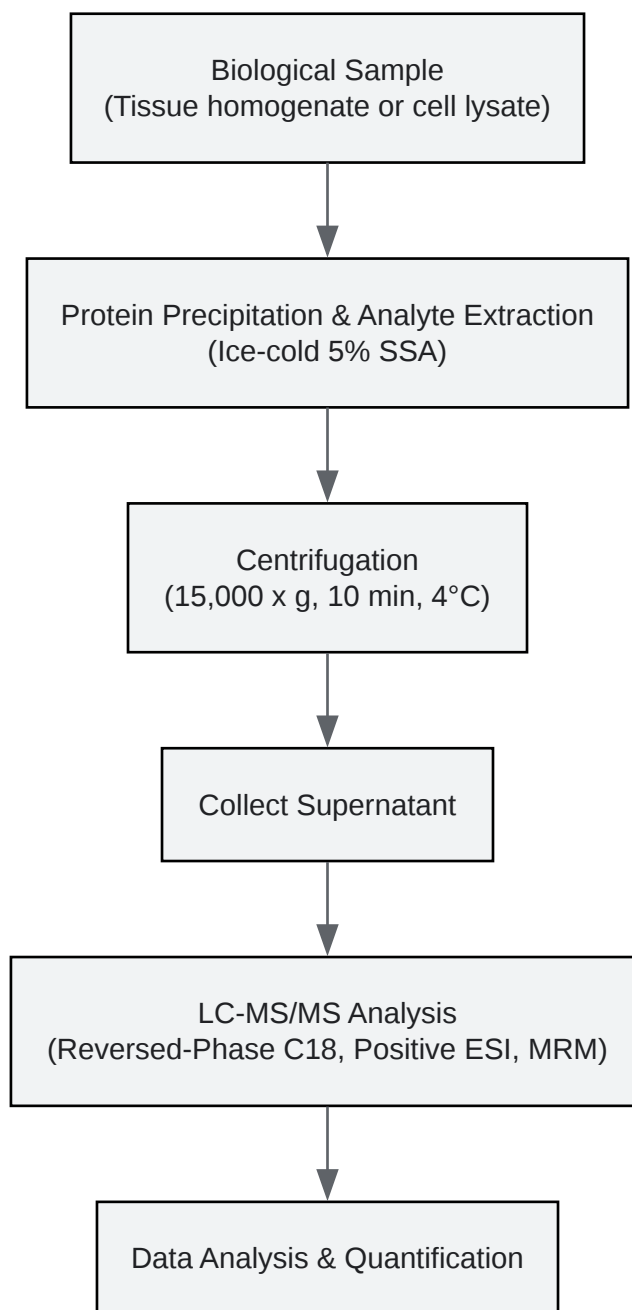 Biological Sample
(Tissue homogenate or cell lysate)
Protein Precipitation & Analyte Extraction
(Ice-cold 5% SSA)
Centrifugation
(15,000 x g, 10 min, 4°C)
Collect Supernatant
LC-MS/MS Analysis
(Reversed-Phase C18, Positive ESI, MRM)
Data Analysis & Quantification